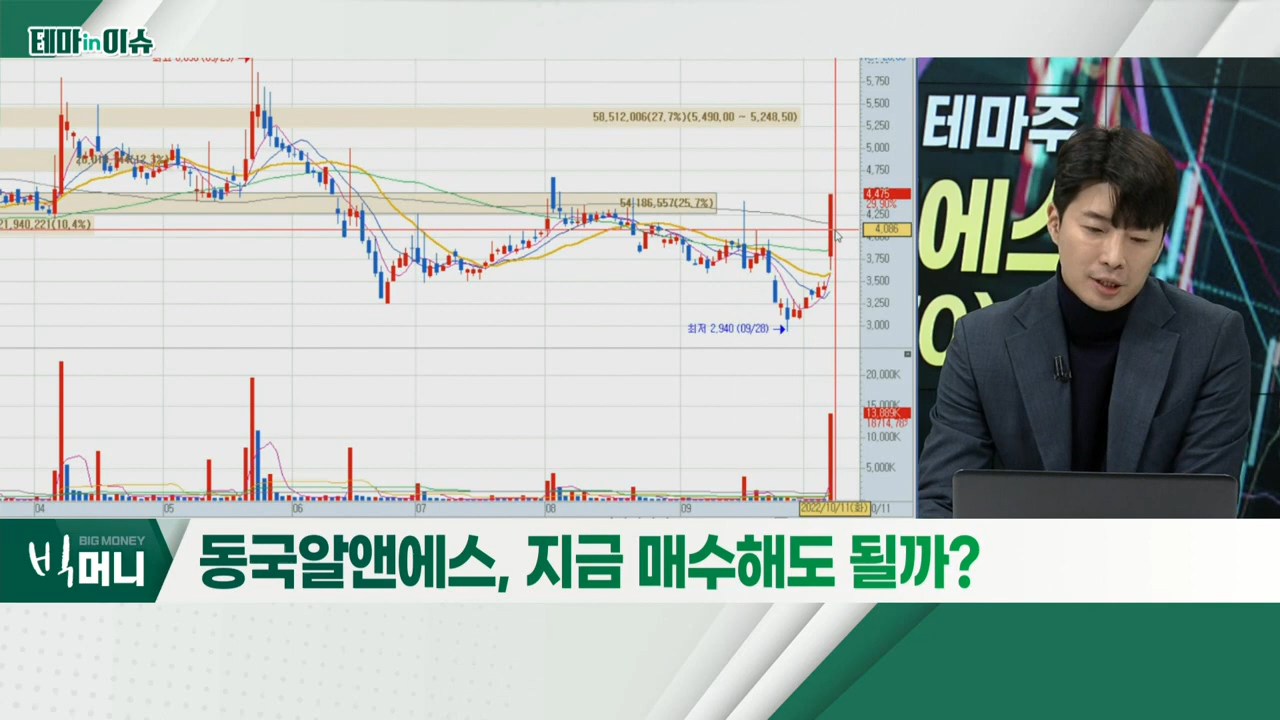 테마in이슈
58,512,006(27.7%)(5,490.00 ~ 5,248.50)
54,186,557(25.7%)
21,940,221(10.4%)
최저 2,940 (09/28)
5,750
5,500
5,250
5,000
4,750
4,475
29.90%
4,250
4,086
3,750
3,500
3,250
3,000
20,000K
15,000K
13,889K
10,000K
5,000K
04
05
06
07
08
09
2022/10/11(화)
0/11
테마주
에스
BIG MONEY
빅머니
동국알앤에스, 지금 매수해도 될까?